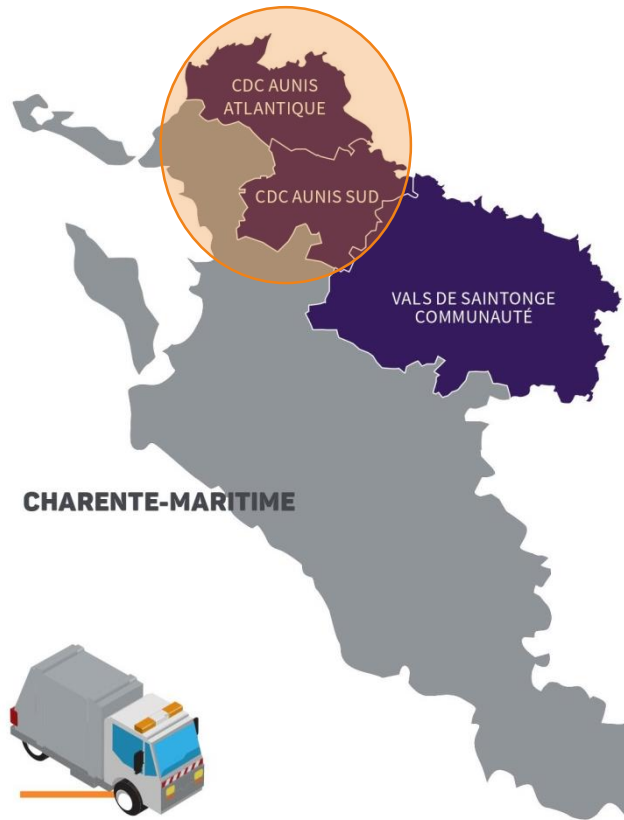 CDC AUNIS
ATLANTIQUE
CDC AUNIS SUD
VALS DE SAINTONGE
COMMUNAUTÉ
CHARENTE-MARITIME